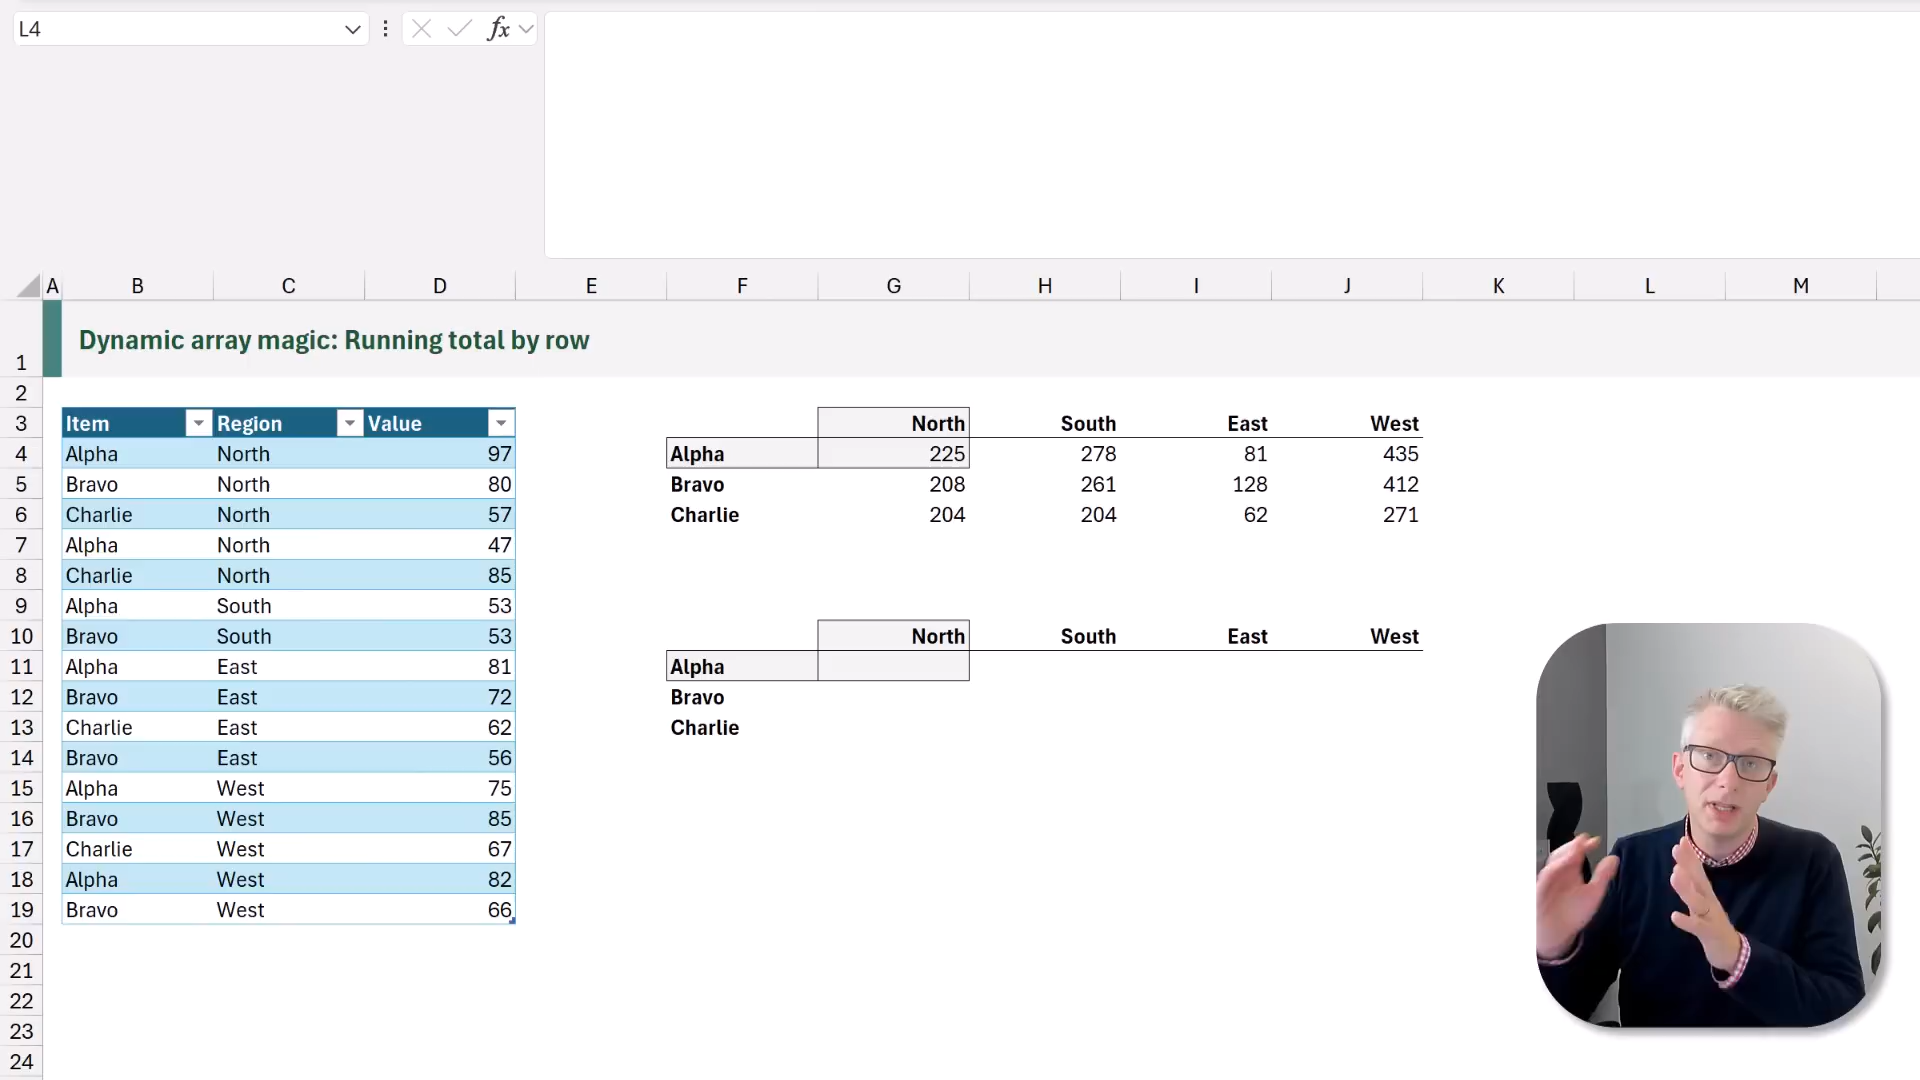 L4
fx
A B C D E F G H I J K L M
1 Dynamic array magic: Running total by row
2
3 Item Region Value North South East West
4 Alpha North 97 Alpha 225 278 81 435
5 Bravo North 80 Bravo 208 261 128 412
6 Charlie North 57 Charlie 204 204 62 271
7 Alpha North 47
8 Charlie North 85
9 Alpha South 53
10 Bravo South 53 North South East West
11 Alpha East 81 Alpha
12 Bravo East 72 Bravo
13 Charlie East 62 Charlie
14 Bravo East 56
15 Alpha West 75
16 Bravo West 85
17 Charlie West 67
18 Alpha West 82
19 Bravo West 66
20
21
22
23
24